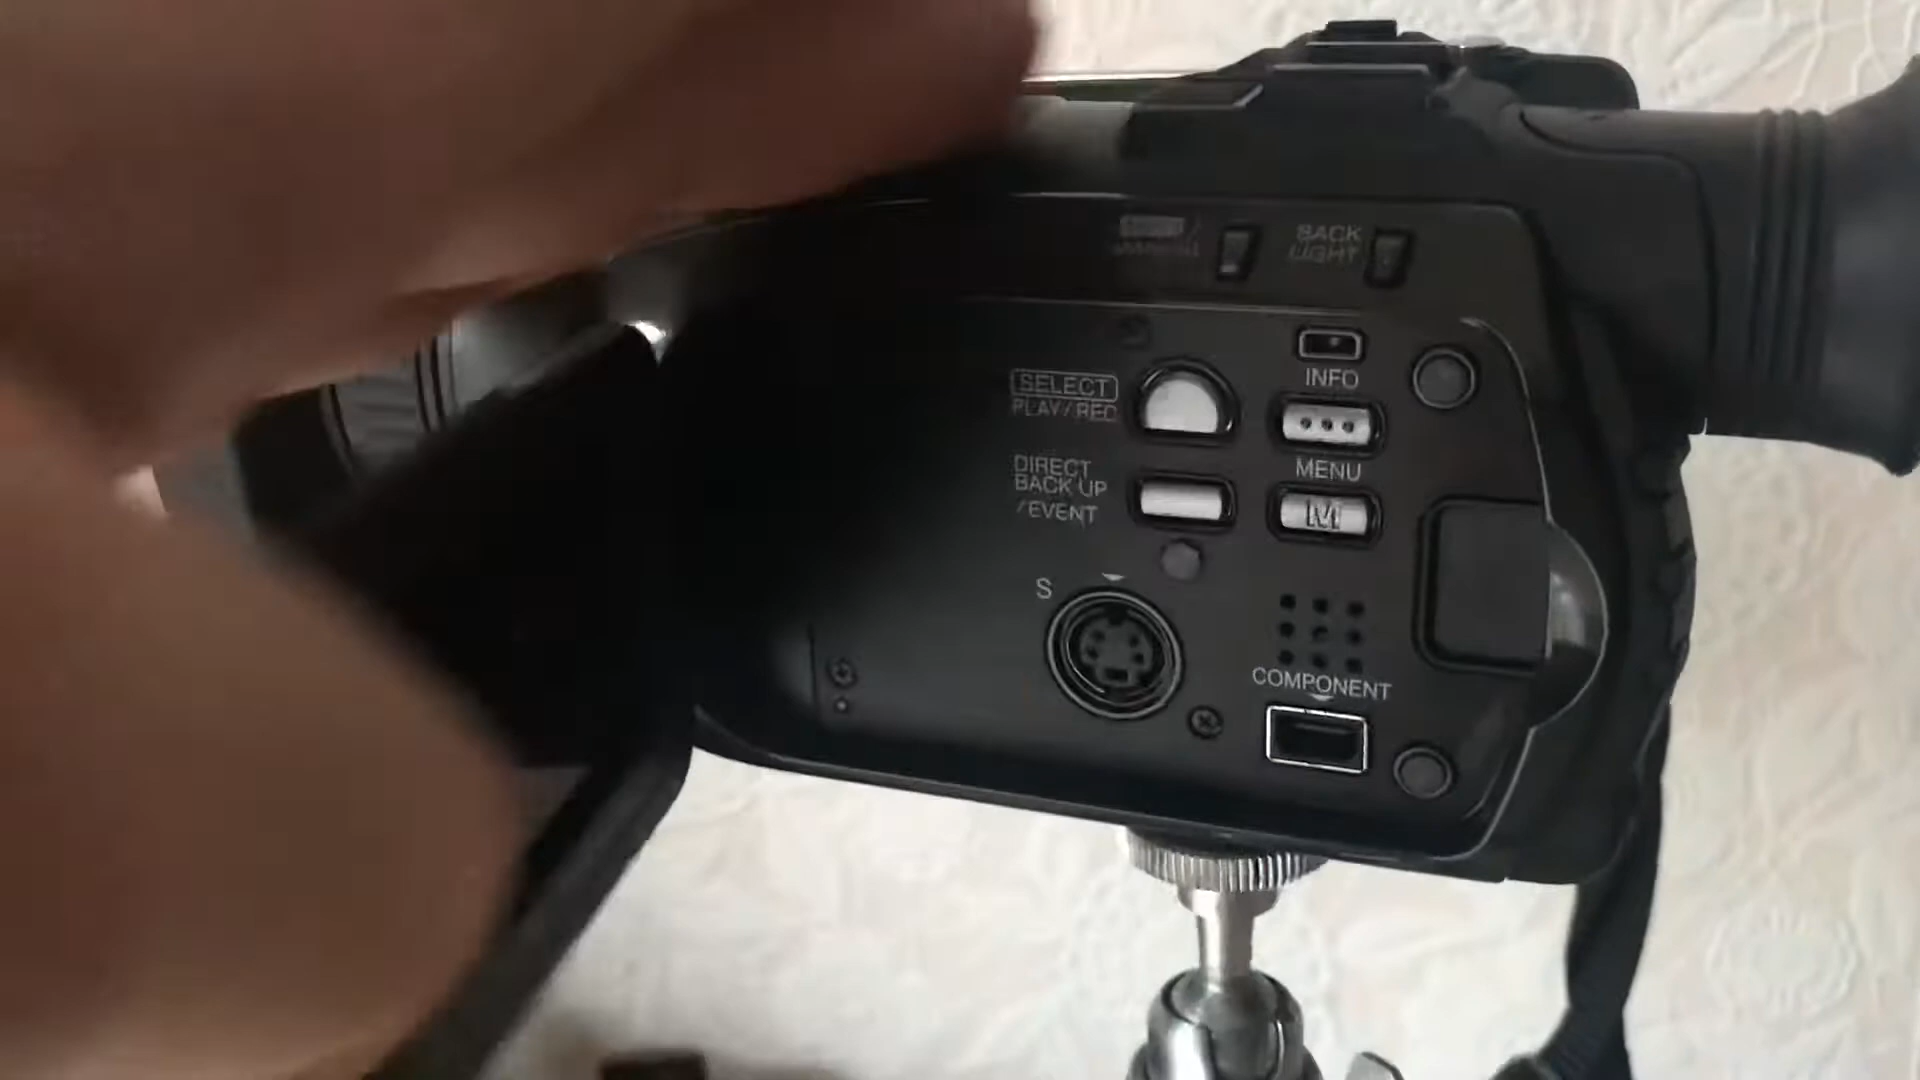 BACK
LIGHT
SELECT
PLAY/REC
INFO
DIRECT
BACK UP
/EVENT
MENU
M
S
COMPONENT